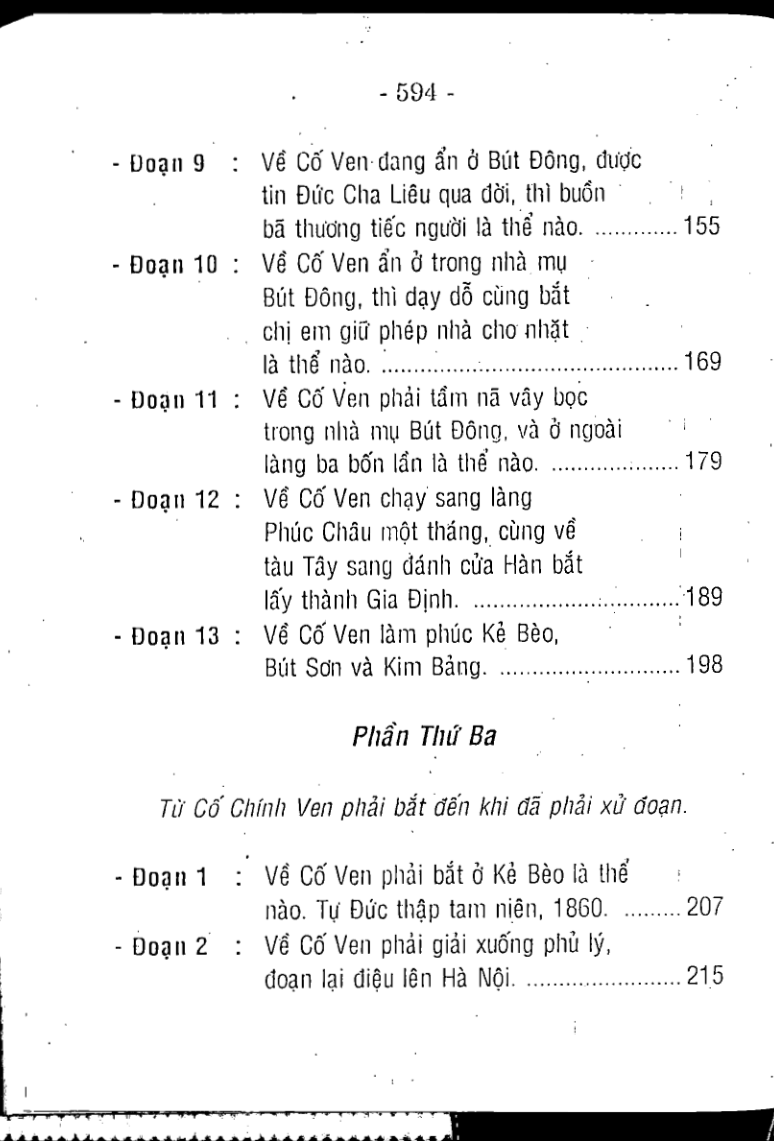 - 594 -
- Đoạn 9 : Về Cố Ven đang ẩn ở Bút Đông, được
tin Đức Cha Liêu qua đời, thì buồn
bã thương tiếc người là thể nào. ............. 155
- Đoạn 10 : Về Cố Ven ẩn ở trong nhà mụ
Bút Đông, thì dạy dỗ cùng bắt
chị em giữ phép nhà cho nhặt
là thể nào. ............................................. 169
- Đoạn 11 : Về Cố Ven phải tầm nã vây bọc
trong nhà mụ Bút Đông, và ở ngoài
làng ba bốn lần là thể nào. ................... 179
- Đoạn 12 : Về Cố Ven chạy sang làng
Phúc Châu một tháng, cùng về
tàu Tây sang đánh cửa Hàn bắt
lấy thành Gia Định. ............................... 189
- Đoạn 13 : Về Cố Ven làm phúc Kẻ Bèo,
Bút Sơn và Kim Bảng. ........................... 198
Phần Thứ Ba
Từ Cố Chính Ven phải bắt đến khi đã phải xử đoạn.
- Đoạn 1 : Về Cố Ven phải bắt ở Kẻ Bèo là thể
nào. Tự Đức thập tam niên, 1860. ......... 207
- Đoạn 2 : Về Cố Ven phải giải xuống phủ lý,
đoạn lại điệu lên Hà Nội. ....................... 215